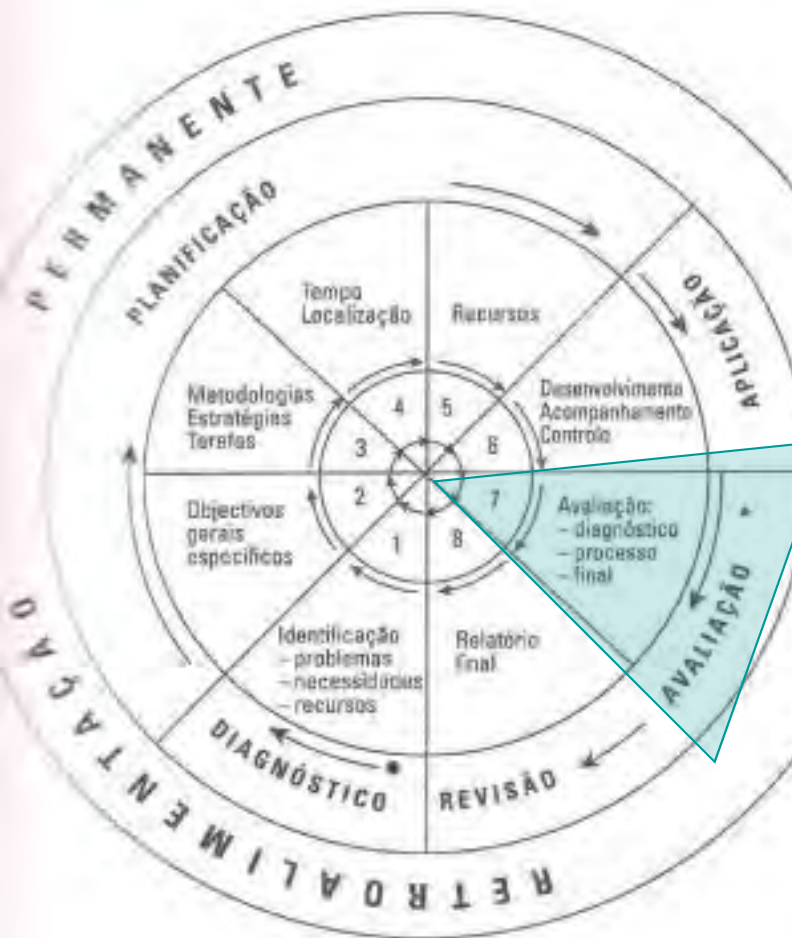 PERMANENTE
PLANIFICAÇÃO
APLICAÇÃO
Tempo
Localização
Recursos
Metodologias
Estratégias
Tarefas
Desenvolvimento
Acompanhamento
Controlo
4
5
3
6
2
7
1
8
Objectivos
gerais
específicos
Avaliação:
– diagnóstico
– processo
– final
Identificação
– problemas
– necessidades
– recursos
Relatório
final
AVALIAÇÃO
DIAGNÓSTICO
REVISÃO
RETROALIMENTAÇÃO